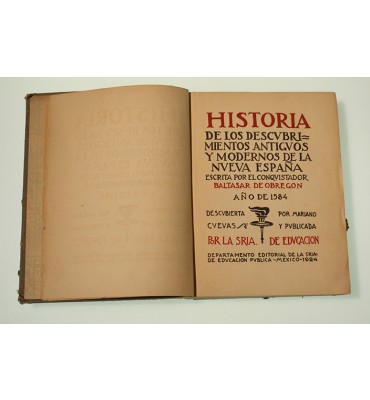 HISTORIA
DE LOS DESCVBRI=
MIENTOS ANTIGVOS
Y MODERNOS DE LA
NVEVA ESPAÑA
ESCRITA POR EL CONQVISTADOR
BALTASAR DE OBREGON
AÑO DE 1584
DESCVBIERTA POR MARIANO
CVEVAS Y PVBLICADA
POR LA SRIA. DE EDVCACION
DEPARTAMENTO EDITORIAL DE LA SRIA·
DE EDVCACION PVBLICA-MEXICO-1924